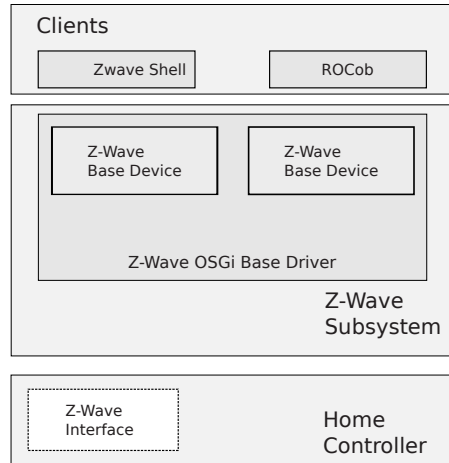 Clients
Zwave Shell
ROCob
Z-Wave
Base Device
Z-Wave
Base Device
Z-Wave OSGi Base Driver
Z-Wave
Subsystem
Z-Wave
Interface
Home
Controller